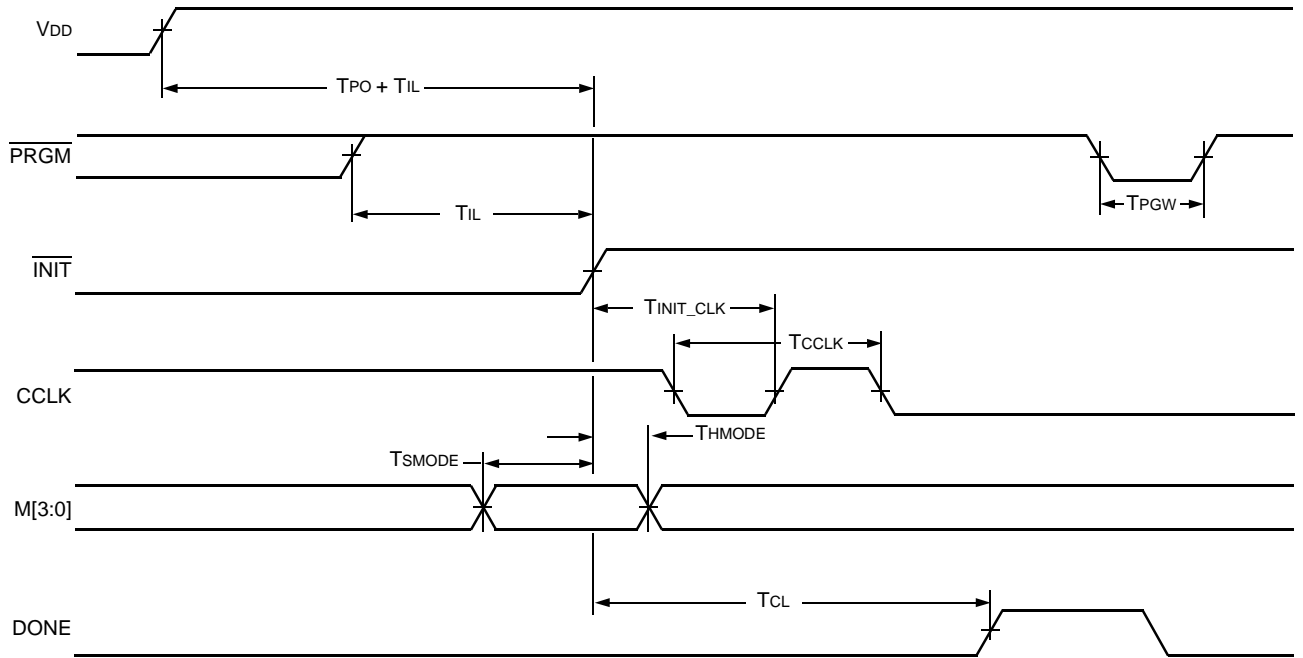 VDD
TPO + TIL
PRGM
TIL
TPGW
INIT
TINIT_CLK
TCCLK
CCLK
THMODE
TSMODE
M[3:0]
TCL
DONE